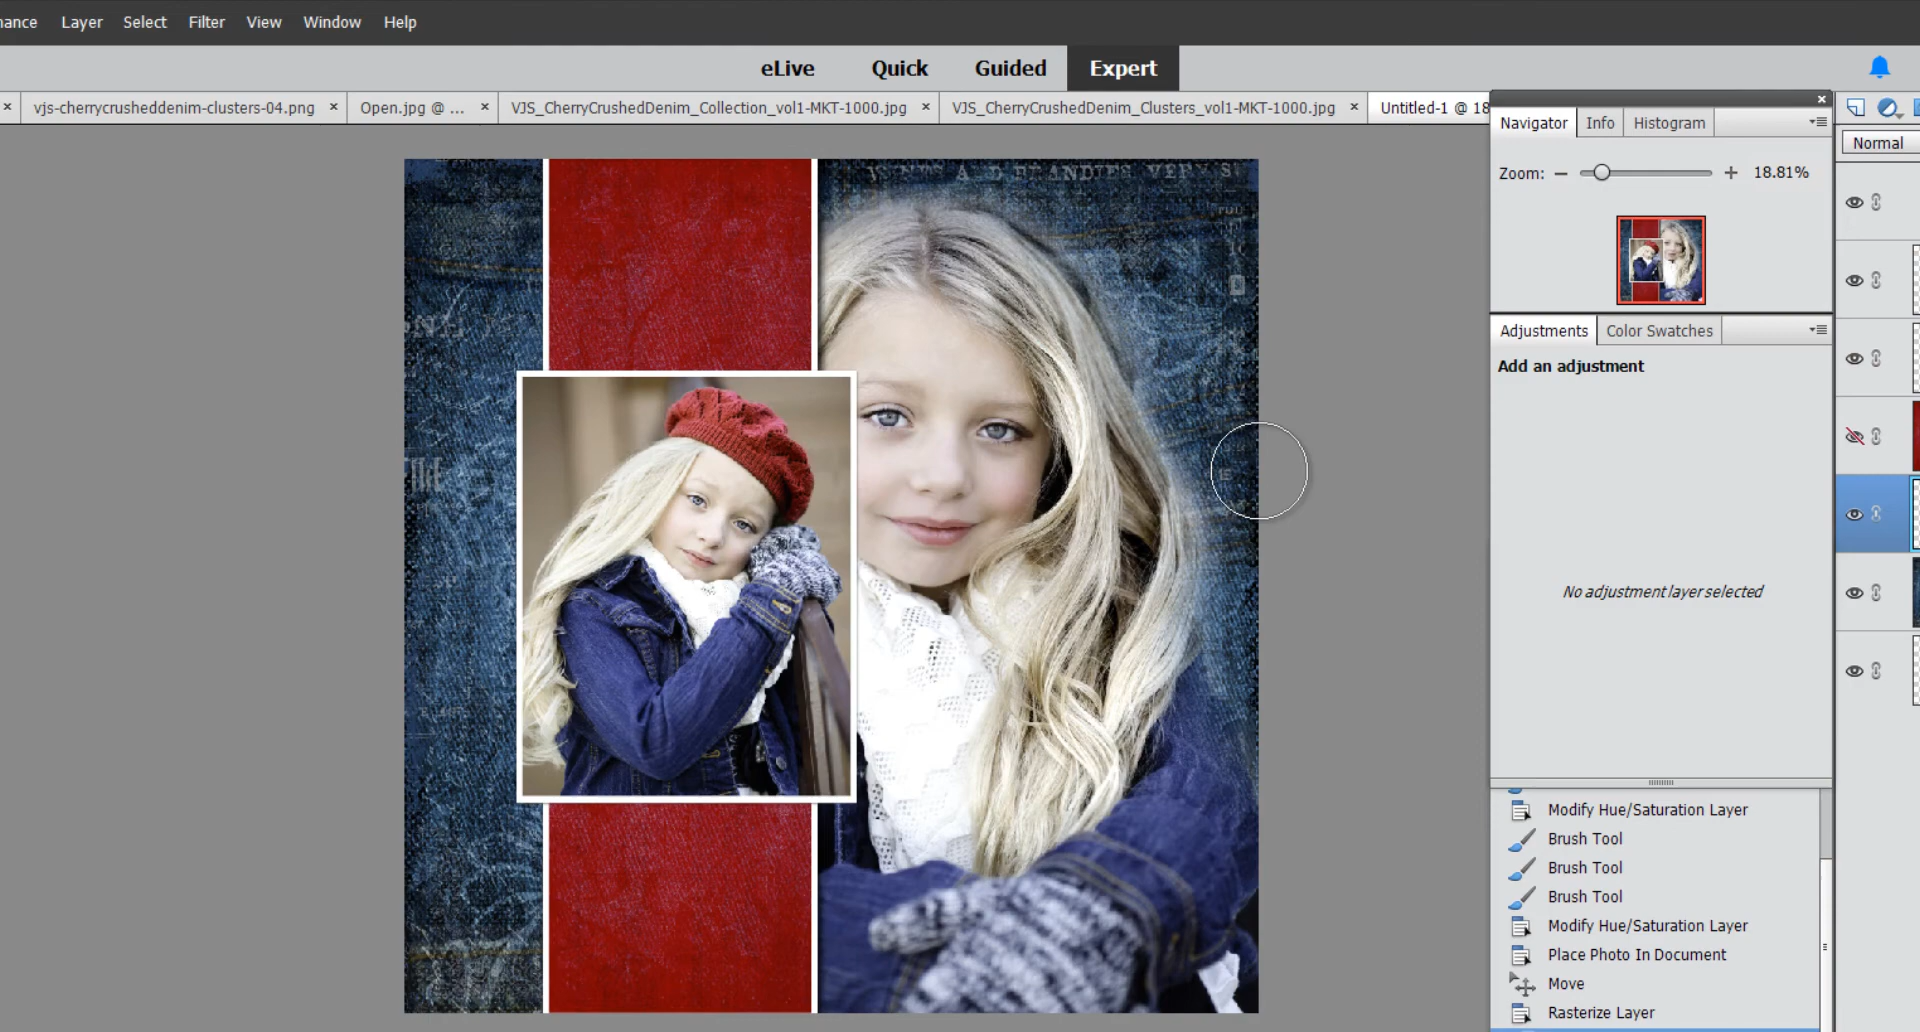 nance Layer Select Filter View Window Help
eLive Quick Guided Expert
× vjs-cherrycrusheddenim-clusters-04.png × Open.jpg @ ... × VJS_CherryCrushedDenim_Collection_vol1-MKT-1000.jpg × VJS_CherryCrushedDenim_Clusters_vol1-MKT-1000.jpg × Untitled-1 @ 18
Navigator Info Histogram
Normal
Zoom: 18.81%
Adjustments Color Swatches
Add an adjustment
No adjustment layer selected
Modify Hue/Saturation Layer
Brush Tool
Brush Tool
Brush Tool
Modify Hue/Saturation Layer
Place Photo In Document
Move
Rasterize Layer